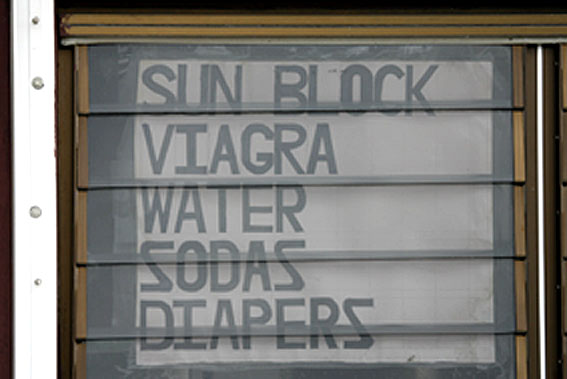 SUN BLOCK
VIAGRA
WATER
SODAS
DIAPERS